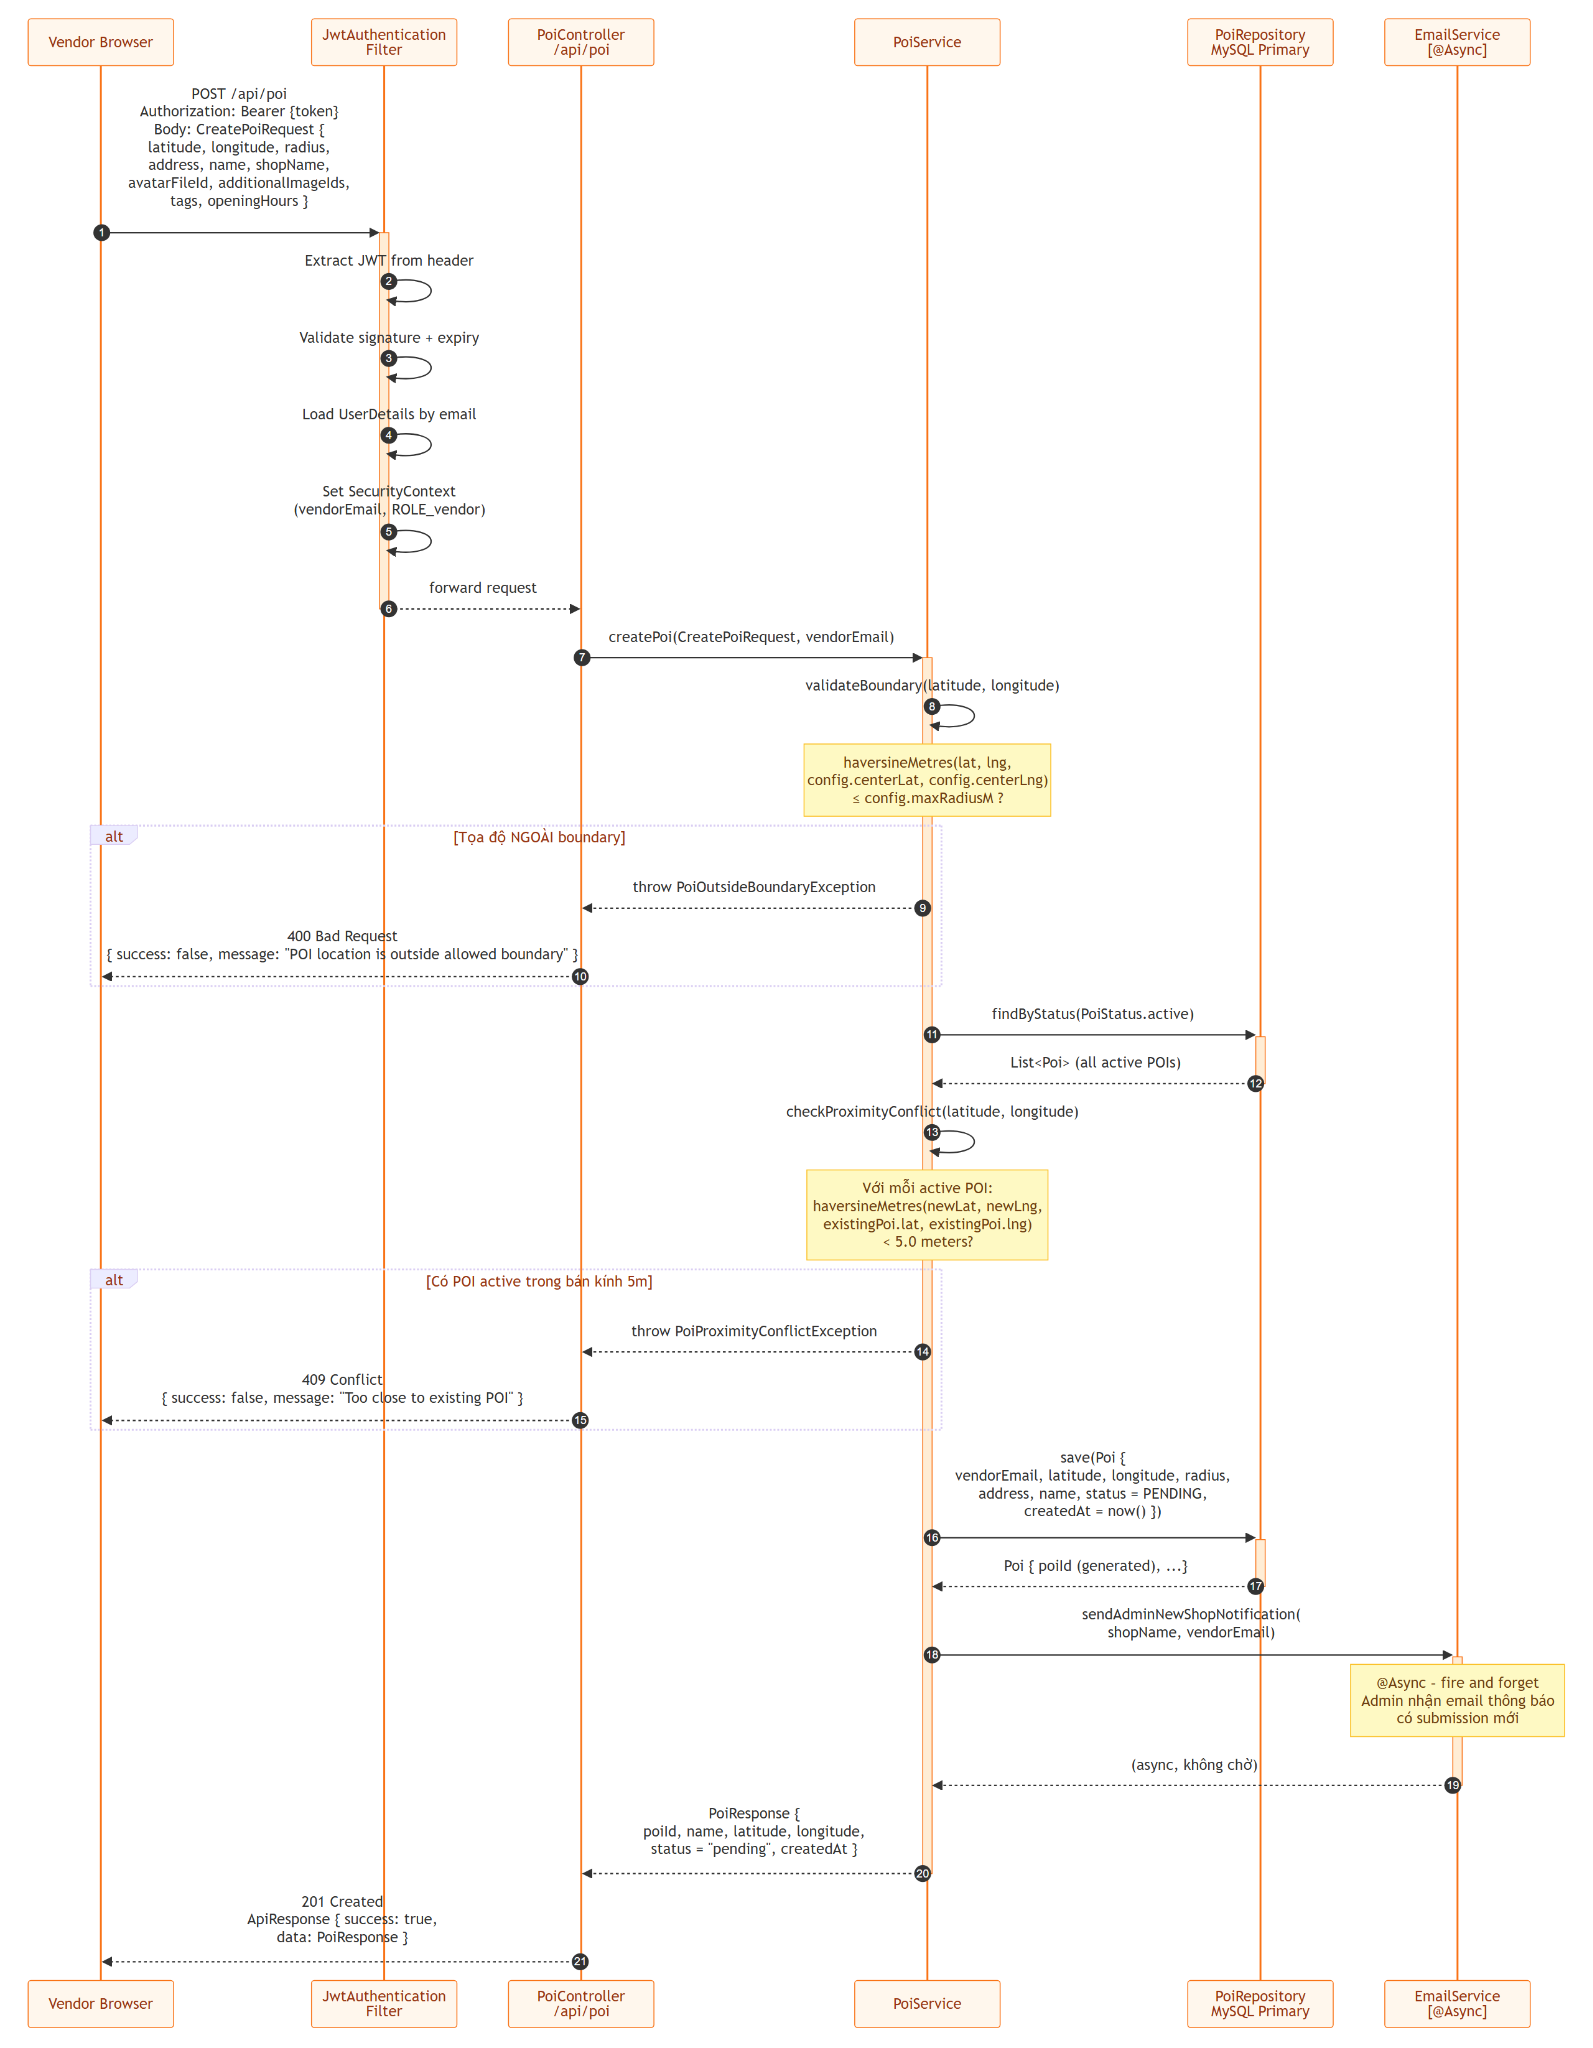 Vendor Browser
JwtAuthentication
Filter
PoiController
/api/poi
PoiService
PoiRepository
MySQL Primary
EmailService
[@Async]
POST /api/poi
Authorization: Bearer {token}
Body: CreatePoiRequest {
latitude, longitude, radius,
address, name, shopName,
avatarFileId, additionalImageIds,
tags, openingHours }
1
Extract JWT from header
2
Validate signature + expiry
3
Load UserDetails by email
4
Set SecurityContext
(vendorEmail, ROLE_vendor)
5
forward request
6
createPoi(CreatePoiRequest, vendorEmail)
7
validateBoundary(latitude, longitude)
8
haversineMetres(lat, lng,
config.centerLat, config.centerLng)
≤ config.maxRadiusM ?
alt
[Tọa độ NGOÀI boundary]
throw PoiOutsideBoundaryException
9
400 Bad Request
{ success: false, message: "POI location is outside allowed boundary" }
10
findByStatus(PoiStatus.active)
11
List<Poi> (all active POIs)
12
checkProximityConflict(latitude, longitude)
13
Với mỗi active POI:
haversineMetres(newLat, newLng,
existingPoi.lat, existingPoi.lng)
< 5.0 meters?
alt
[Có POI active trong bán kính 5m]
throw PoiProximityConflictException
14
409 Conflict
{ success: false, message: "Too close to existing POI" }
15
save(Poi {
vendorEmail, latitude, longitude, radius,
address, name, status = PENDING,
createdAt = now() })
16
Poi { poiId (generated), ...}
17
sendAdminNewShopNotification(
shopName, vendorEmail)
18
@Async - fire and forget
Admin nhận email thông báo
có submission mới
(async, không chờ)
19
PoiResponse {
poiId, name, latitude, longitude,
status = "pending", createdAt }
20
201 Created
ApiResponse { success: true,
data: PoiResponse }
21
Vendor Browser
JwtAuthentication
Filter
PoiController
/api/poi
PoiService
PoiRepository
MySQL Primary
EmailService
[@Async]